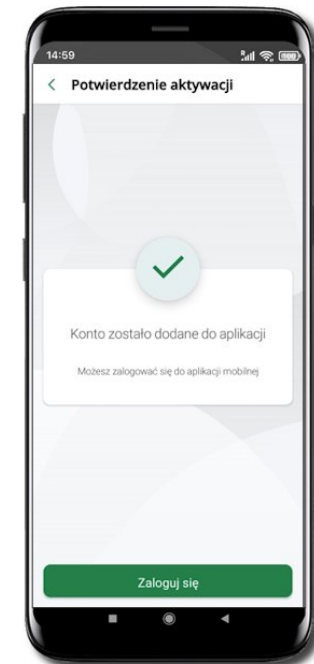 14:59
Potwierdzenie aktywacji
Konto zostało dodane do aplikacji
Możesz zalogować się do aplikacji mobilnej
Zaloguj się